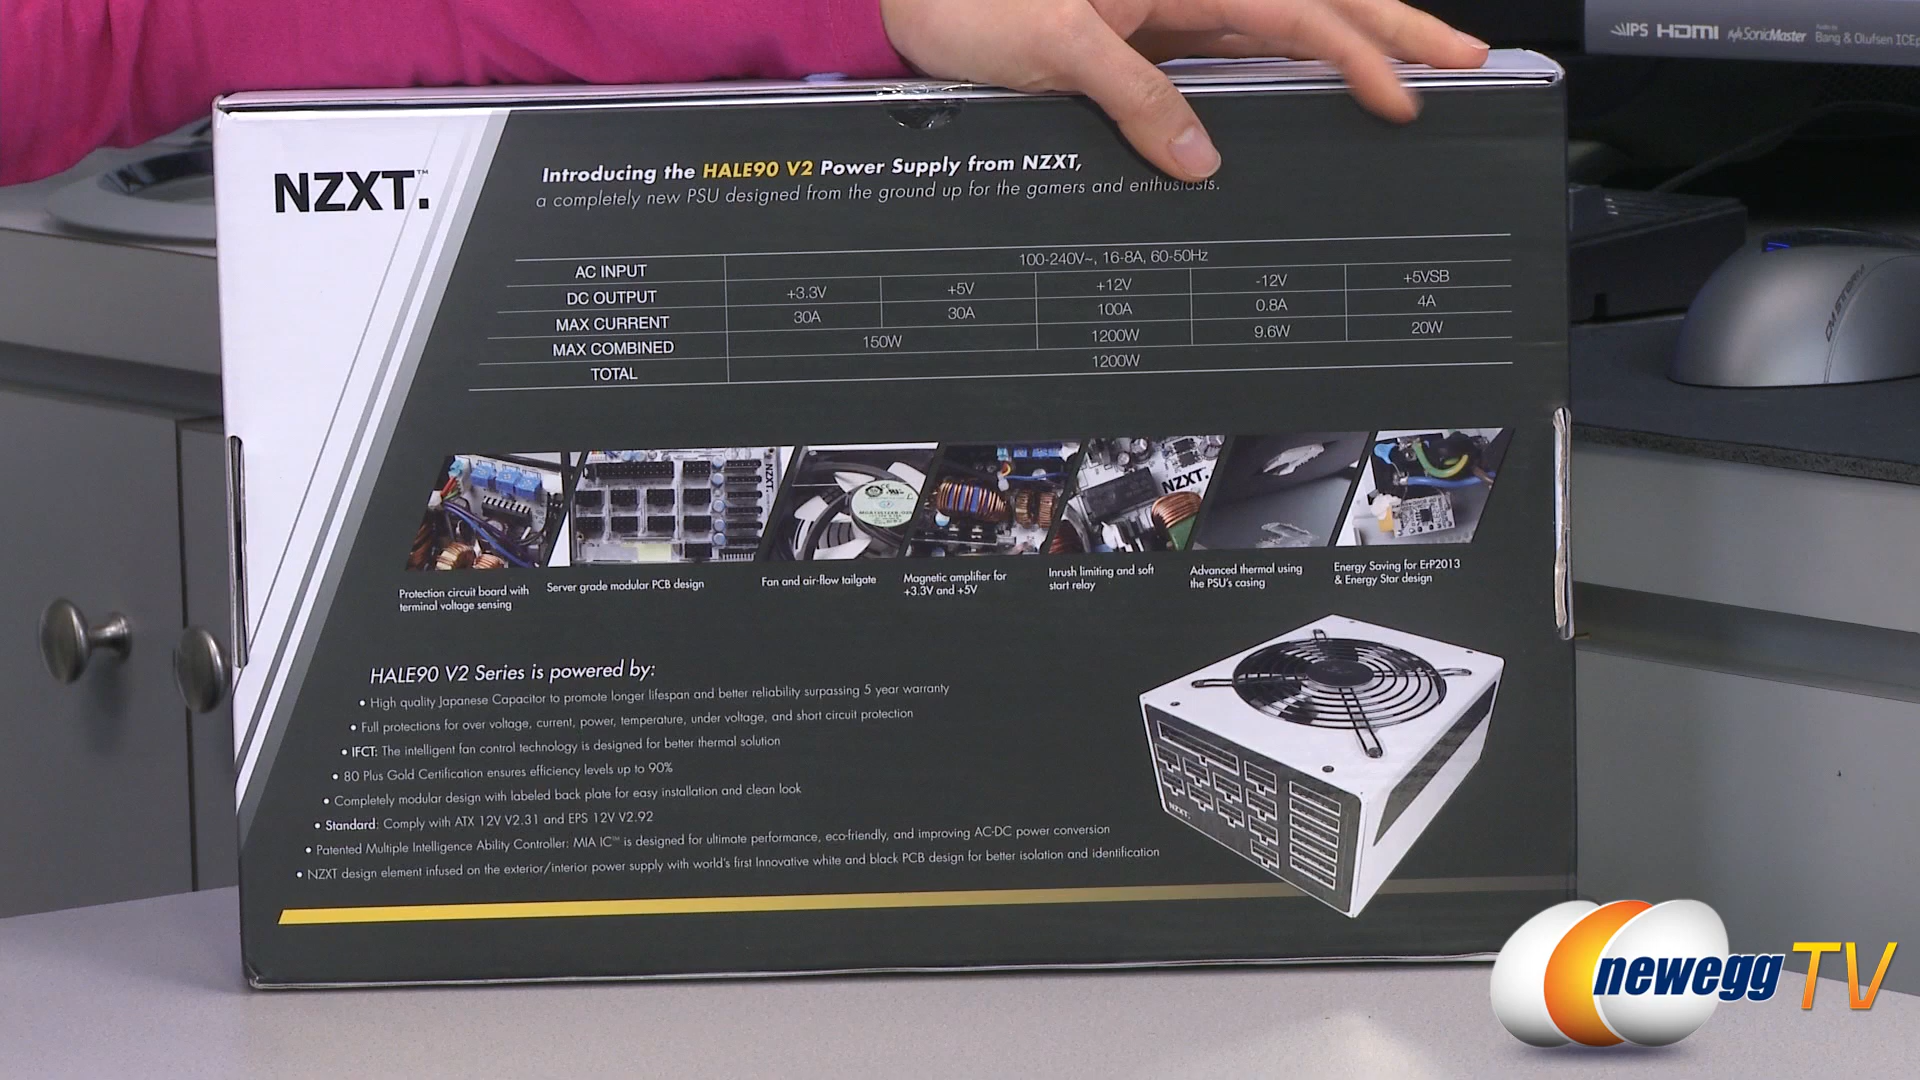 IPS HDMI SonicMaster Bang & Olufsen ICEp
NZXT.™
Introducing the HALE90 V2 Power Supply from NZXT,
a completely new PSU designed from the ground up for the gamers and enthusiasts.
AC INPUT 100-240V~, 16-8A, 60-50Hz
DC OUTPUT +3.3V +5V +12V -12V +5VSB
MAX CURRENT 30A 30A 100A 0.8A 4A
MAX COMBINED 150W 1200W 9.6W 20W
TOTAL 1200W
NZXT.
NZXT.
Protection circuit board with
terminal voltage sensing
Server grade modular PCB design
Fan and air-flow tailgate
Magnetic amplifier for
+3.3V and +5V
Inrush limiting and soft
start relay
Advanced thermal using
the PSU's casing
Energy Saving for ErP2013
& Energy Star design
HALE90 V2 Series is powered by:
• High quality Japanese Capacitor to promote longer lifespan and better reliability surpassing 5 year warranty
• Full protections for over voltage, current, power, temperature, under voltage, and short circuit protection
• IFCT: The intelligent fan control technology is designed for better thermal solution
• 80 Plus Gold Certification ensures efficiency levels up to 90%
• Completely modular design with labeled back plate for easy installation and clean look
• Standard: Comply with ATX 12V V2.31 and EPS 12V V2.92
• Patented Multiple Intelligence Ability Controller: MIA IC™ is designed for ultimate performance, eco-friendly, and improving AC-DC power conversion
• NZXT design element infused on the exterior/interior power supply with world's first Innovative white and black PCB design for better isolation and identification
NZXT.
CM STORM
newegg TV